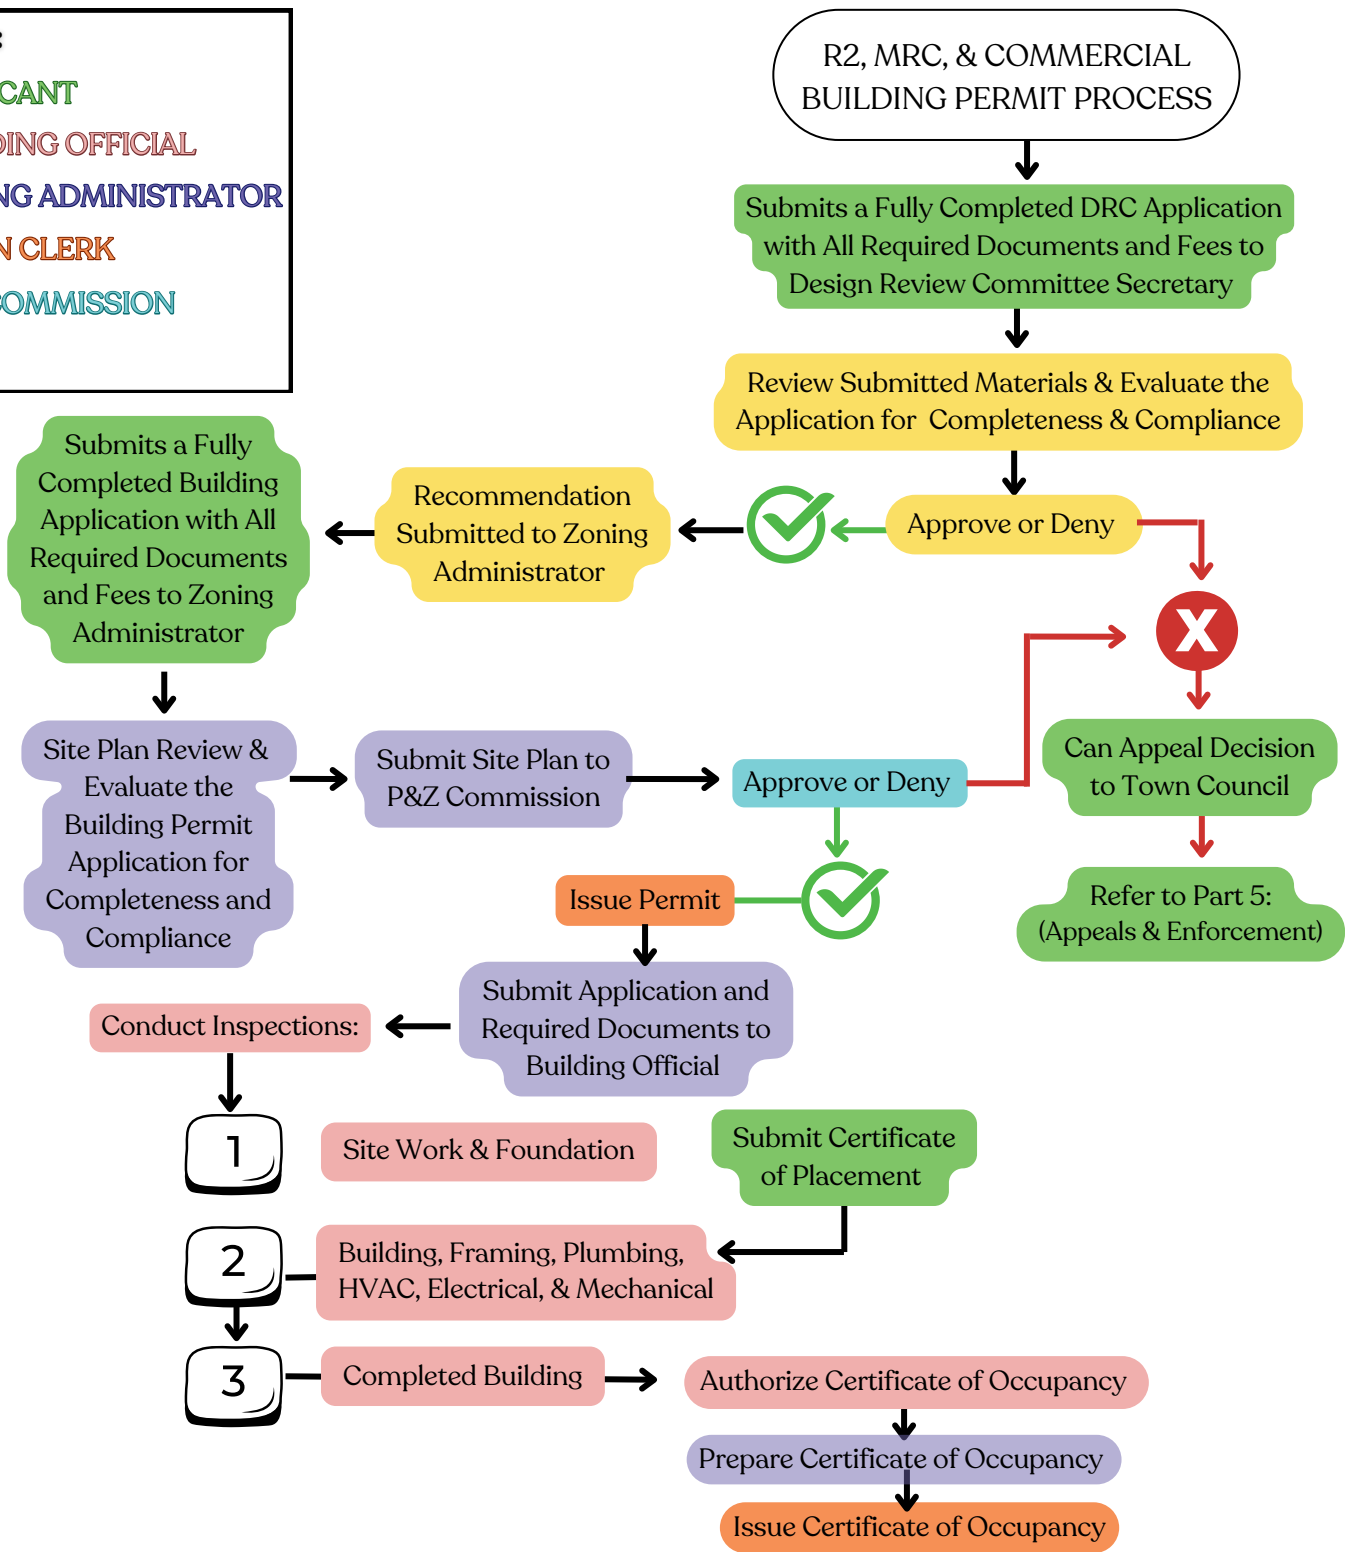 :
CANT
DING OFFICIAL
NG ADMINISTRATOR
N CLERK
COMMISSION
R2, MRC, & COMMERCIAL
BUILDING PERMIT PROCESS
Submits a Fully Completed DRC Application
with All Required Documents and Fees to
Design Review Committee Secretary
Review Submitted Materials & Evaluate the
Application for Completeness & Compliance
Approve or Deny
Recommendation
Submitted to Zoning
Administrator
Submits a Fully
Completed Building
Application with All
Required Documents
and Fees to Zoning
Administrator
X
Site Plan Review &
Evaluate the
Building Permit
Application for
Completeness and
Compliance
Submit Site Plan to
P&Z Commission
Approve or Deny
Can Appeal Decision
to Town Council
Refer to Part 5:
(Appeals & Enforcement)
Issue Permit
Submit Application and
Required Documents to
Building Official
Conduct Inspections:
1
Site Work & Foundation
Submit Certificate
of Placement
2
Building, Framing, Plumbing,
HVAC, Electrical, & Mechanical
3
Completed Building
Authorize Certificate of Occupancy
Prepare Certificate of Occupancy
Issue Certificate of Occupancy